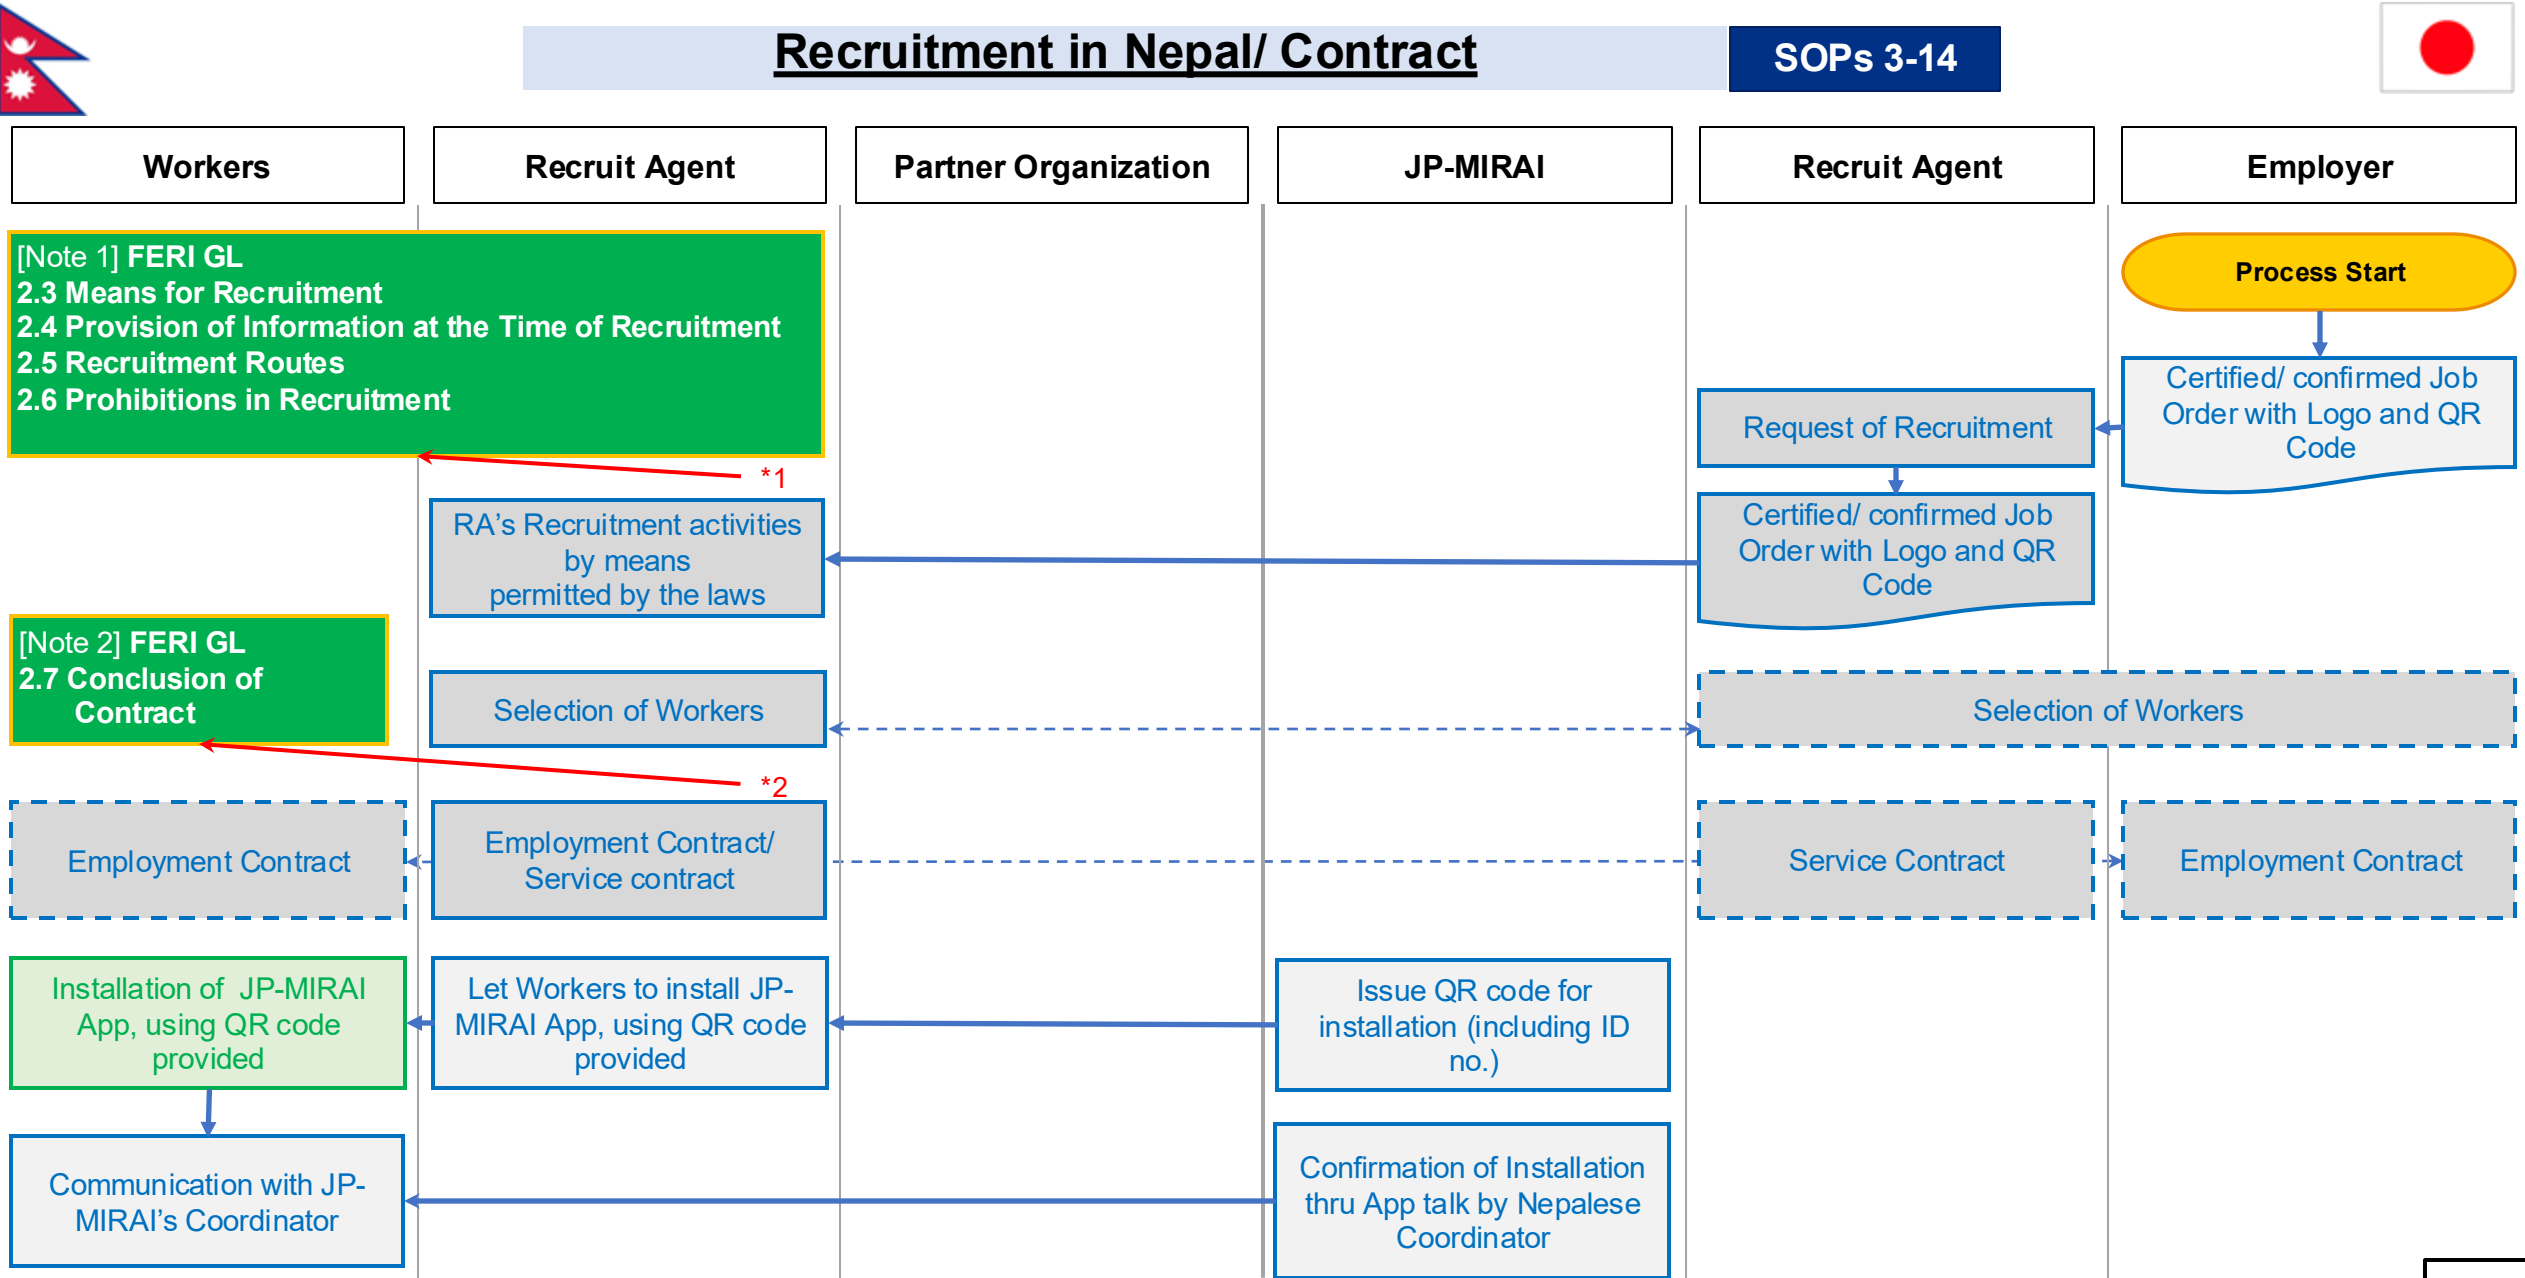 Recruitment in Nepal/ Contract
SOPs 3-14
Workers
Recruit Agent
Partner Organization
JP-MIRAI
Recruit Agent
Employer
[Note 1] FERI GL
2.3 Means for Recruitment
2.4 Provision of Information at the Time of Recruitment
2.5 Recruitment Routes
2.6 Prohibitions in Recruitment
Process Start
Certified/ confirmed Job
Order with Logo and QR
Code
Request of Recruitment
*1
RA’s Recruitment activities
by means
permitted by the laws
Certified/ confirmed Job
Order with Logo and QR
Code
[Note 2] FERI GL
2.7 Conclusion of
Contract
Selection of Workers
Selection of Workers
*2
Employment Contract
Employment Contract/
Service contract
Service Contract
Employment Contract
Installation of JP-MIRAI
App, using QR code
provided
Let Workers to install JP-
MIRAI App, using QR code
provided
Issue QR code for
installation (including ID
no.)
Communication with JP-
MIRAI’s Coordinator
Confirmation of Installation
thru App talk by Nepalese
Coordinator